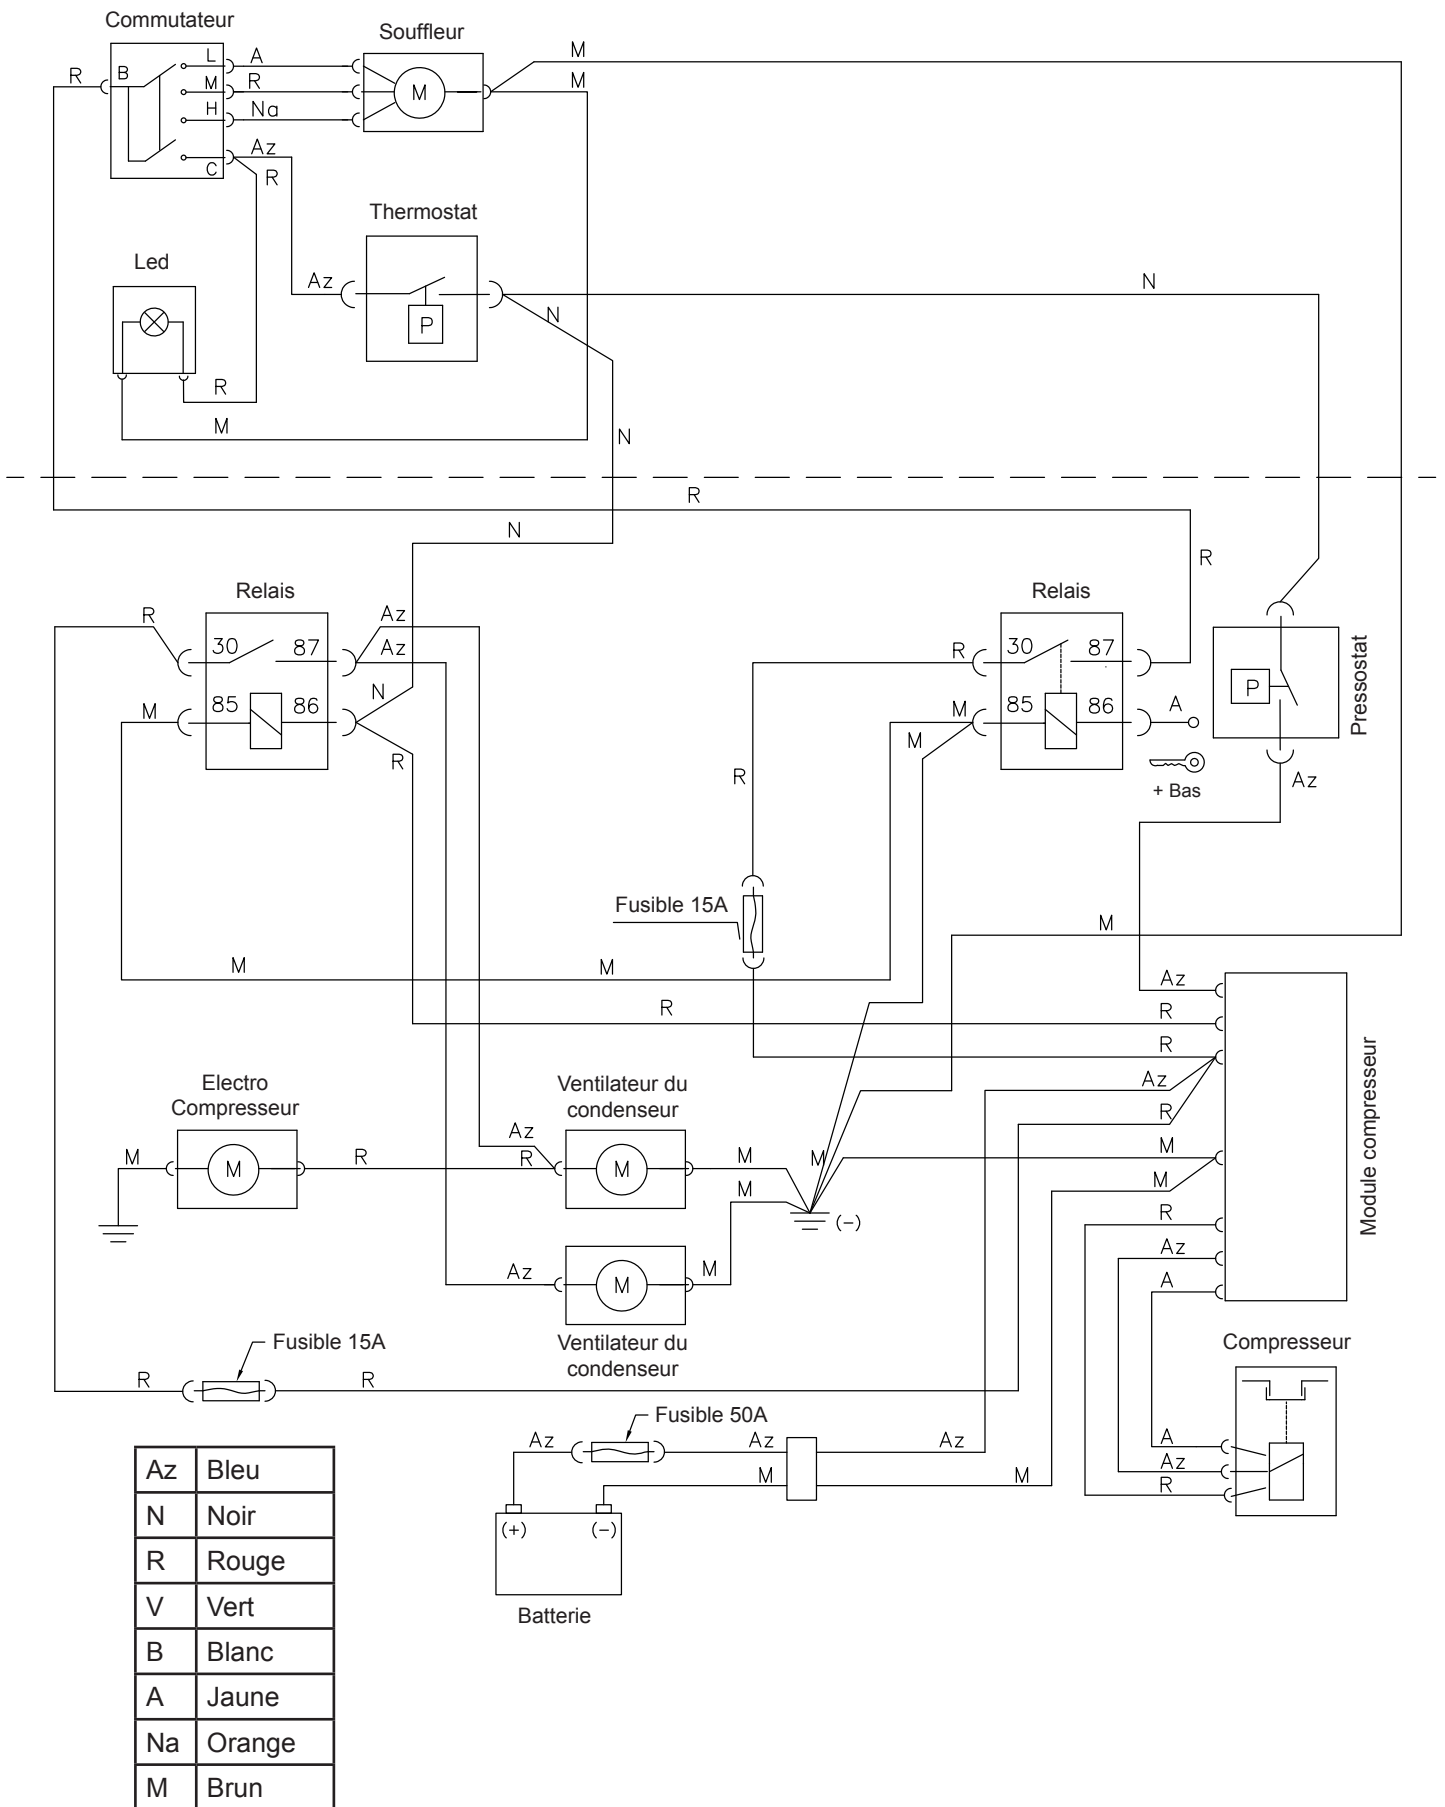 Commutateur
Souffleur
M
R
B
L
A
M
R
M
M
H
Na
Az
C
R
Thermostat
Led
Az
N
P
N
R
M
N
R
N
R
Relais
Relais
R
Az
30
87
Az
R
30
87
P
Pressostat
N
M
85
86
M
85
86
A
M
R
R
+ Bas
Az
Fusible 15A
M
M
M
Az
R
R
R
Electro
Compresseur
Ventilateur du
condenseur
Az
R
Module compresseur
Az
M
M
R
R
M
M
M
M
M
M
(-)
R
Az
M
Az
M
A
Ventilateur du
condenseur
Fusible 15A
Compresseur
R
R
Fusible 50A
Az
Az
Az
A
M
M
Az
R
(+)
(-)
Batterie
Az Bleu
N Noir
R Rouge
V Vert
B Blanc
A Jaune
Na Orange
M Brun